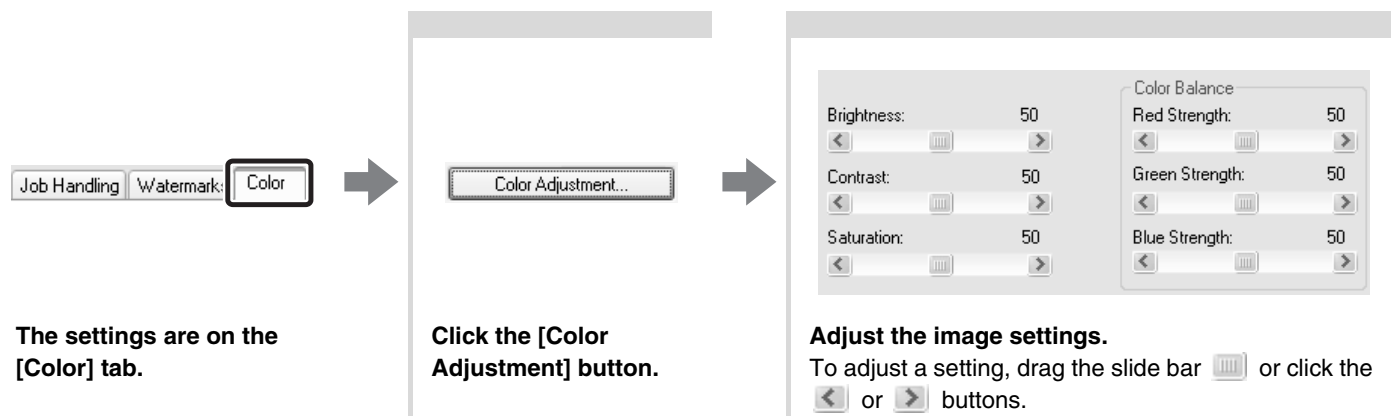 Job Handling Watermark Color
The settings are on the
[Color] tab.
Color Adjustment...
Click the [Color
Adjustment] button.
Brightness: 50
Contrast: 50
Saturation: 50
Color Balance
Red Strength: 50
Green Strength: 50
Blue Strength: 50
Adjust the image settings.
To adjust a setting, drag the slide bar or click the
or buttons.